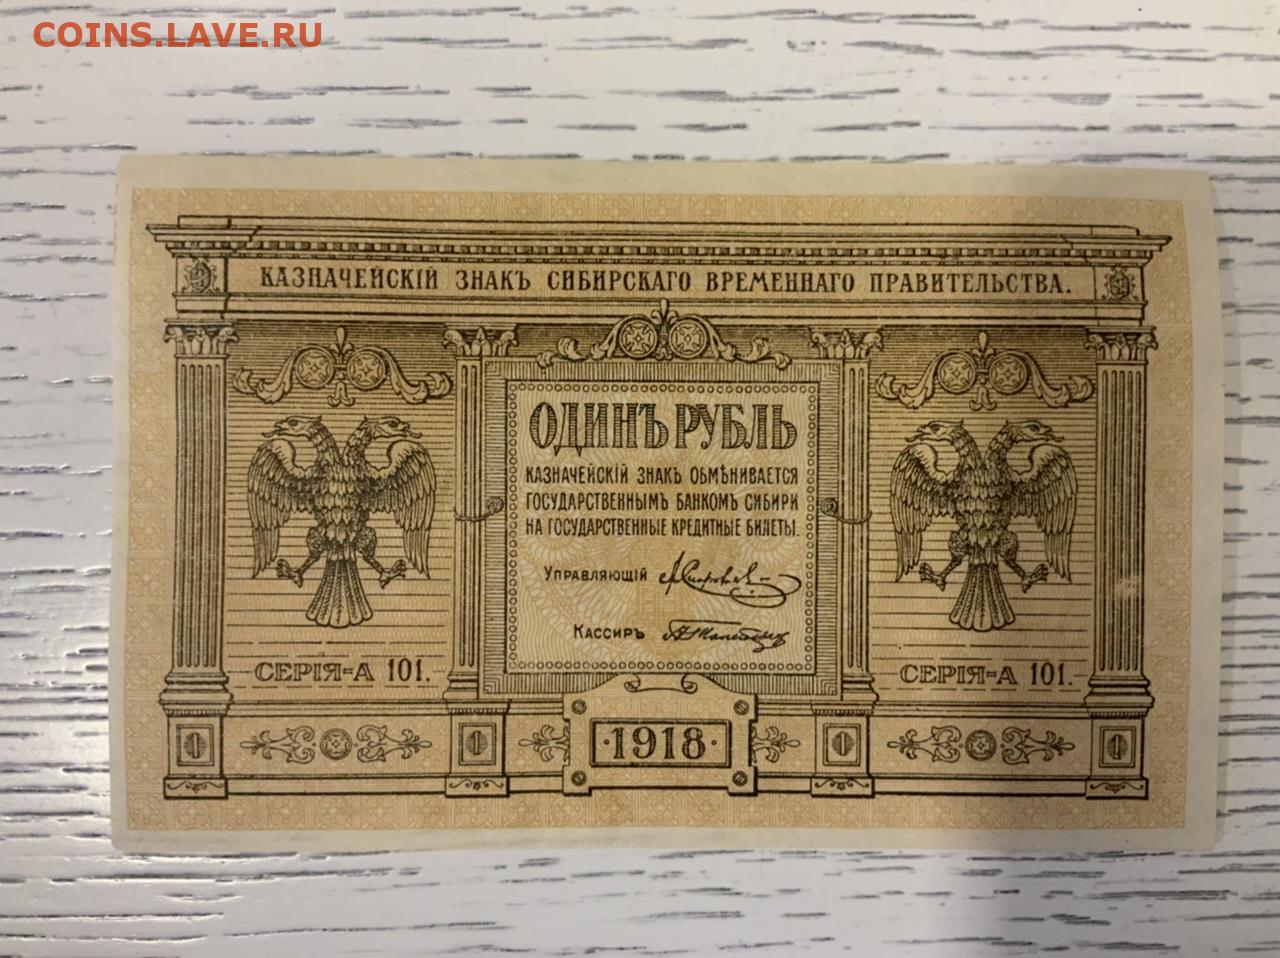 COINS.LAVE.RU
КАЗНАЧЕЙСКІЙ ЗНАКЪ СИБИРСКАГО ВРЕМЕННАГО ПРАВИТЕЛЬСТВА.
ОДИНЪ РУБЛЬ
КАЗНАЧЕЙСКІЙ ЗНАКЪ ОБМѢНИВАЕТСЯ
ГОСУДАРСТВЕННЫМЪ БАНКОМЪ СИБИРИ
НА ГОСУДАРСТВЕННЫЕ КРЕДИТНЫЕ БИЛЕТЫ.
УПРАВЛЯЮЩІЙ
КАССИРЪ
СЕРІЯ-А 101.
СЕРІЯ-А 101.
1 1 1 1
·1918·